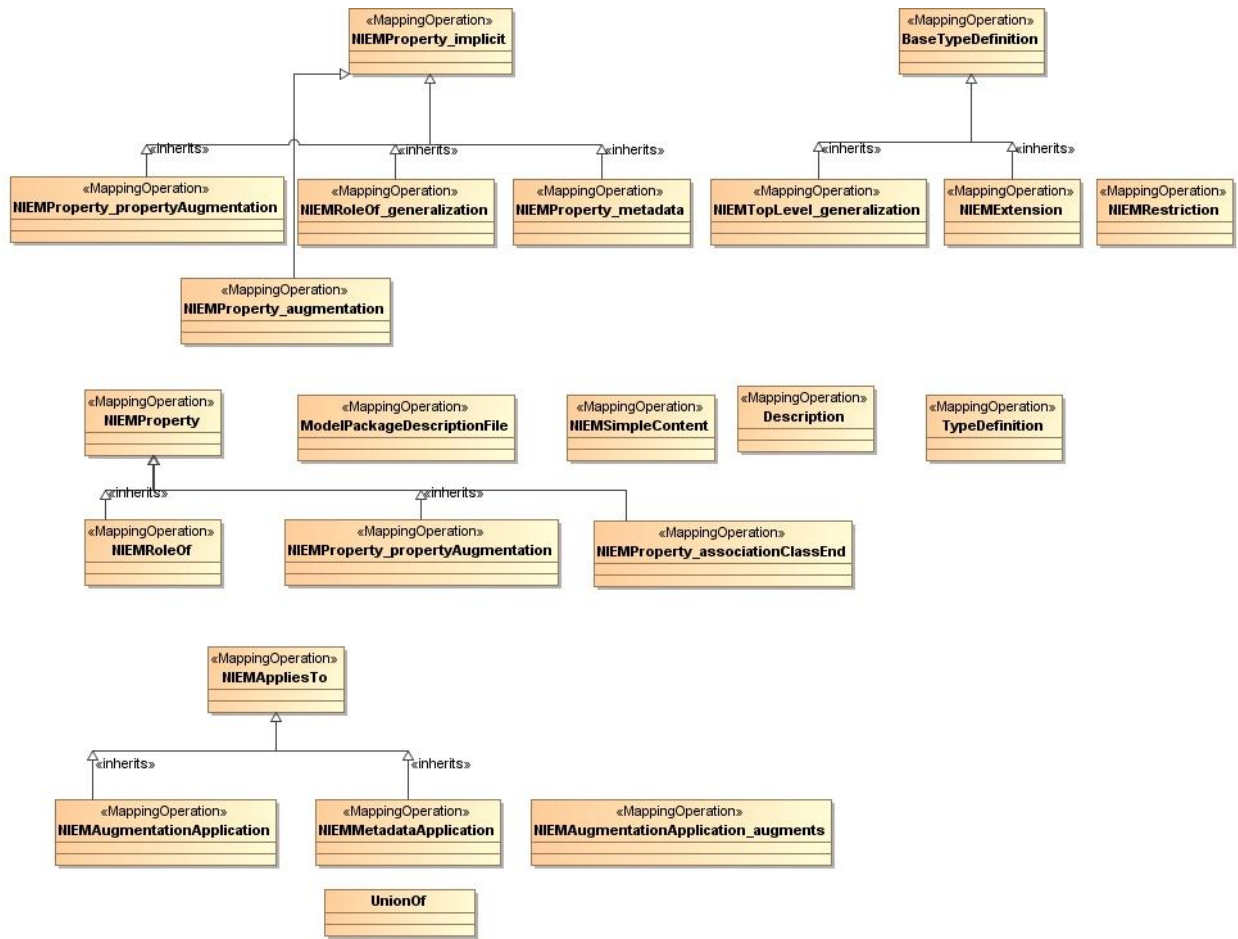 «MappingOperation»
NIEMProperty_implicit
«MappingOperation»
BaseTypeDefinition
«inherits»
«inherits»
«inherits»
«inherits»
«inherits»
«MappingOperation»
NIEMProperty_propertyAugmentation
«MappingOperation»
NIEMRoleOf_generalization
«MappingOperation»
NIEMProperty_metadata
«MappingOperation»
NIEMTopLevel_generalization
«MappingOperation»
NIEMExtension
«MappingOperation»
NIEMRestriction
«MappingOperation»
NIEMProperty_augmentation
«MappingOperation»
NIEMProperty
«MappingOperation»
ModelPackageDescriptionFile
«MappingOperation»
NIEMSimpleContent
«MappingOperation»
Description
«MappingOperation»
TypeDefinition
«inherits»
«inherits»
«MappingOperation»
NIEMRoleOf
«MappingOperation»
NIEMProperty_propertyAugmentation
«MappingOperation»
NIEMProperty_associationClassEnd
«MappingOperation»
NIEMAppliesTo
«inherits»
«inherits»
«MappingOperation»
NIEMAugmentationApplication
«MappingOperation»
NIEMMetadataApplication
«MappingOperation»
NIEMAugmentationApplication_augments
UnionOf